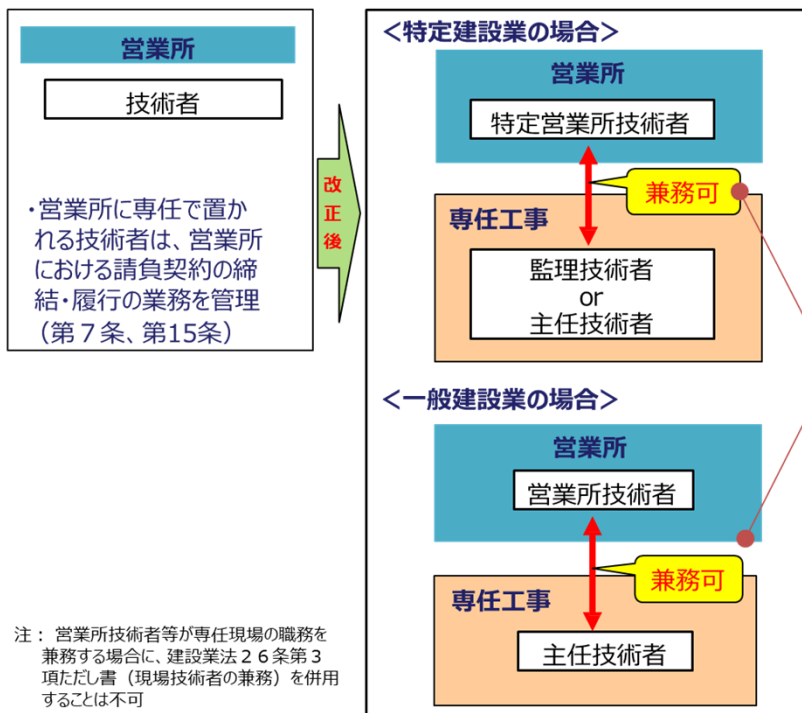 営業所
技術者
・営業所に専任で置か
れる技術者は、営業所
における請負契約の締
結・履行の業務を管理
（第７条、第15条）
改
正
後
＜特定建設業の場合＞
営業所
特定営業所技術者
兼務可
専任工事
監理技術者
or
主任技術者
＜一般建設業の場合＞
営業所
営業所技術者
兼務可
専任工事
主任技術者
注： 営業所技術者等が専任現場の職務を
兼務する場合に、建設業法２６条第３
項ただし書（現場技術者の兼務）を併用
することは不可